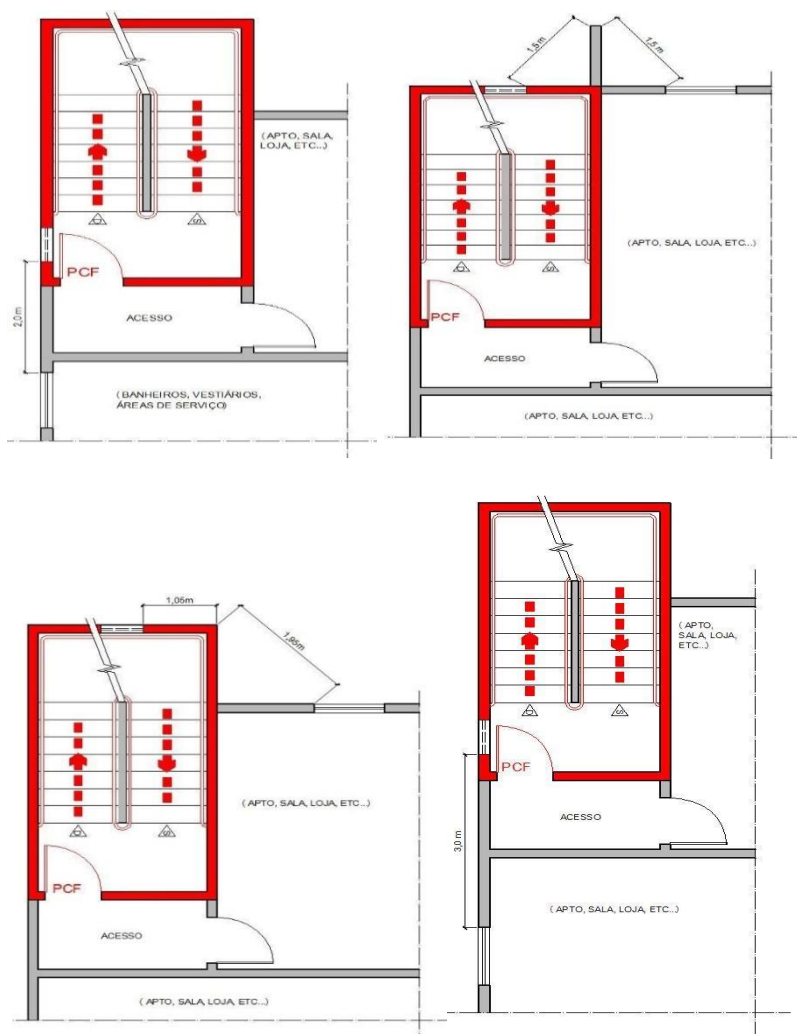 (APTO, SALA,
LOJA, ETC...)
D
S
PCF
2,0m
ACESSO
(BANHEIROS, VESTIÁRIOS,
ÁREAS DE SERVIÇO)
1,5m
1,5m
(APTO, SALA, LOJA, ETC...)
D
S
PCF
ACESSO
(APTO, SALA, LOJA, ETC...)
1,05m
1,95m
(APTO, SALA, LOJA, ETC...)
D
S
PCF
ACESSO
(APTO, SALA, LOJA, ETC...)
(APTO,
SALA, LOJA,
ETC...)
D
S
PCF
3,0m
ACESSO
(APTO, SALA, LOJA, ETC...)